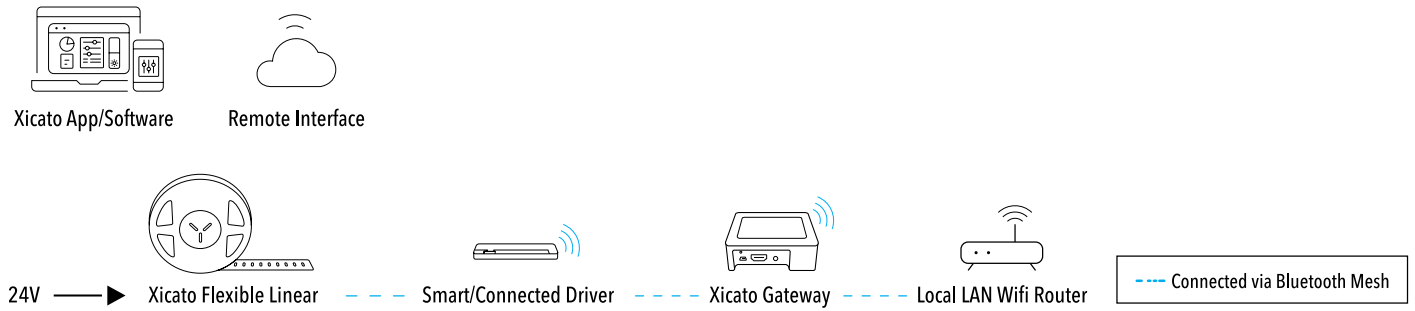 Xicato App/Software
Remote Interface
24V
Xicato Flexible Linear
Smart/Connected Driver
Xicato Gateway
Local LAN Wifi Router
Connected via Bluetooth Mesh